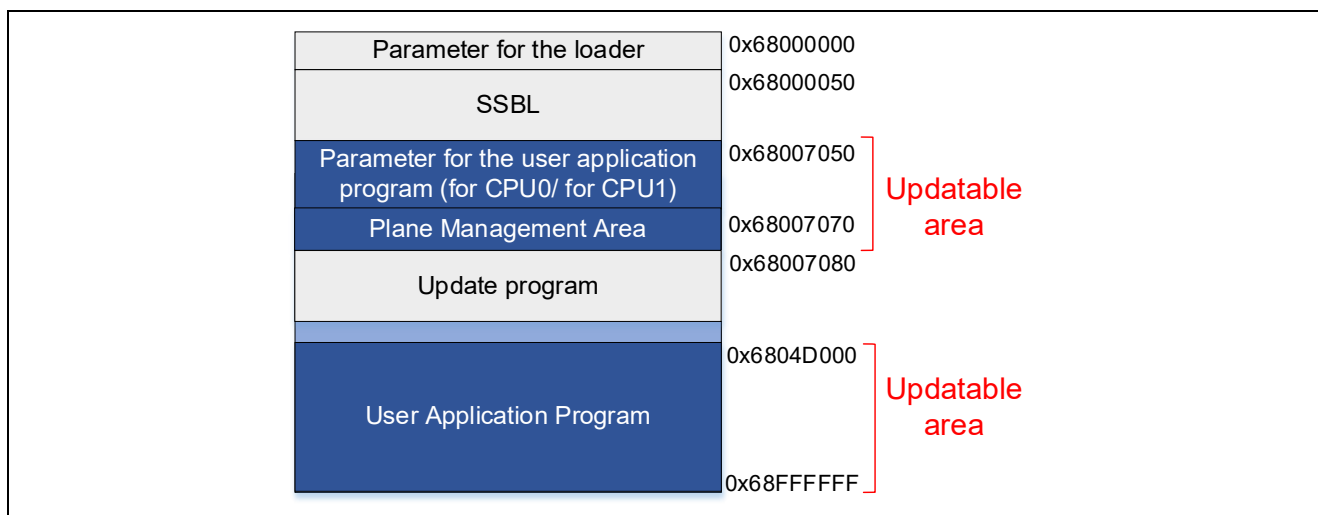 Parameter for the loader
0x68000000
0x68000050
SSBL
Parameter for the user application
program (for CPU0/ for CPU1)
0x68007050
Updatable
area
Plane Management Area
0x68007070
0x68007080
Update program
0x6804D000
User Application Program
Updatable
area
0x68FFFFFF